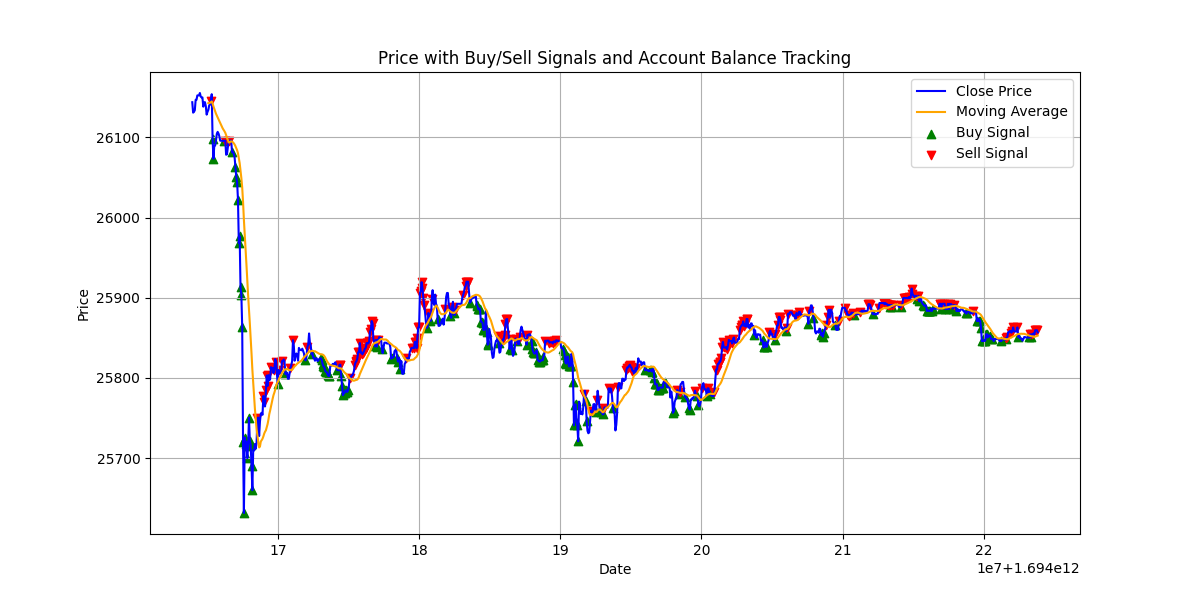 Price with Buy/Sell Signals and Account Balance Tracking
Close Price
Moving Average
Buy Signal
Sell Signal
26100
26000
25900
25800
25700
Price
17 18 19 20 21 22
1e7+1.694e12
Date